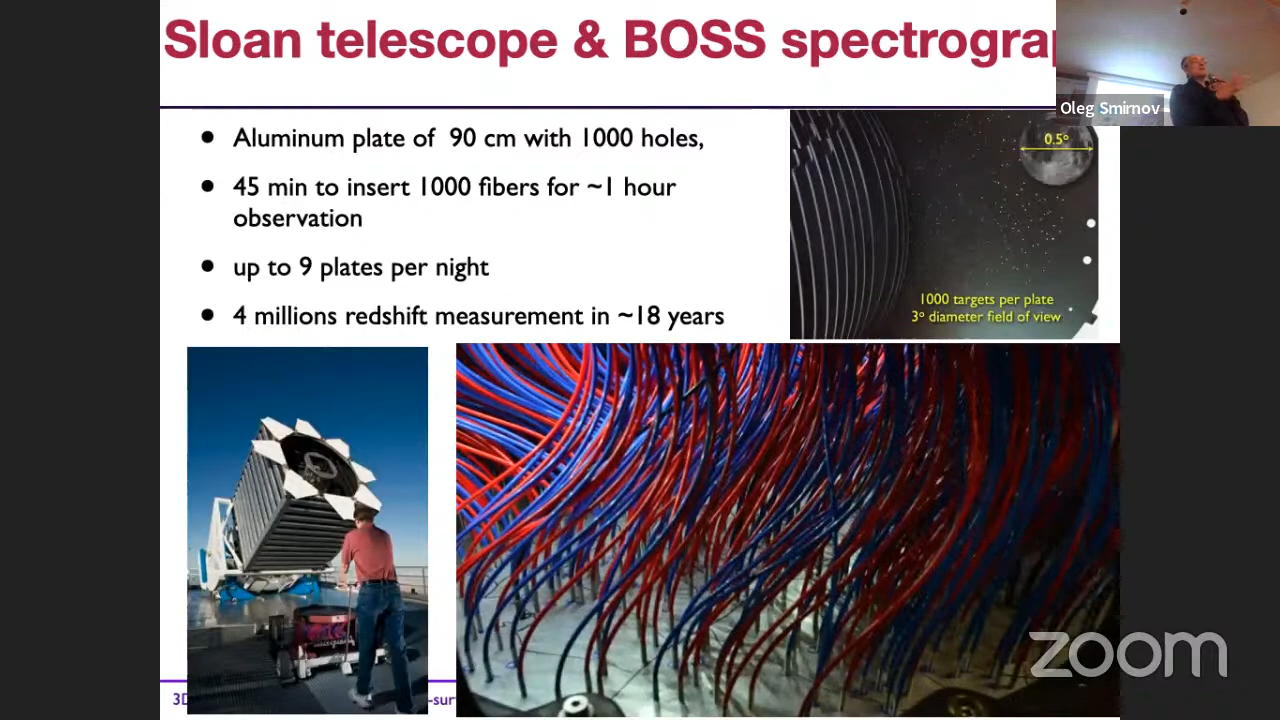 Sloan telescope & BOSS spectrogra
Oleg Smirnov
Aluminum plate of 90 cm with 1000 holes,
45 min to insert 1000 fibers for ~1 hour
observation
up to 9 plates per night
4 millions redshift measurement in ~18 years
0.5°
1000 targets per plate
3° diameter field of view
3D
-sur
zoom